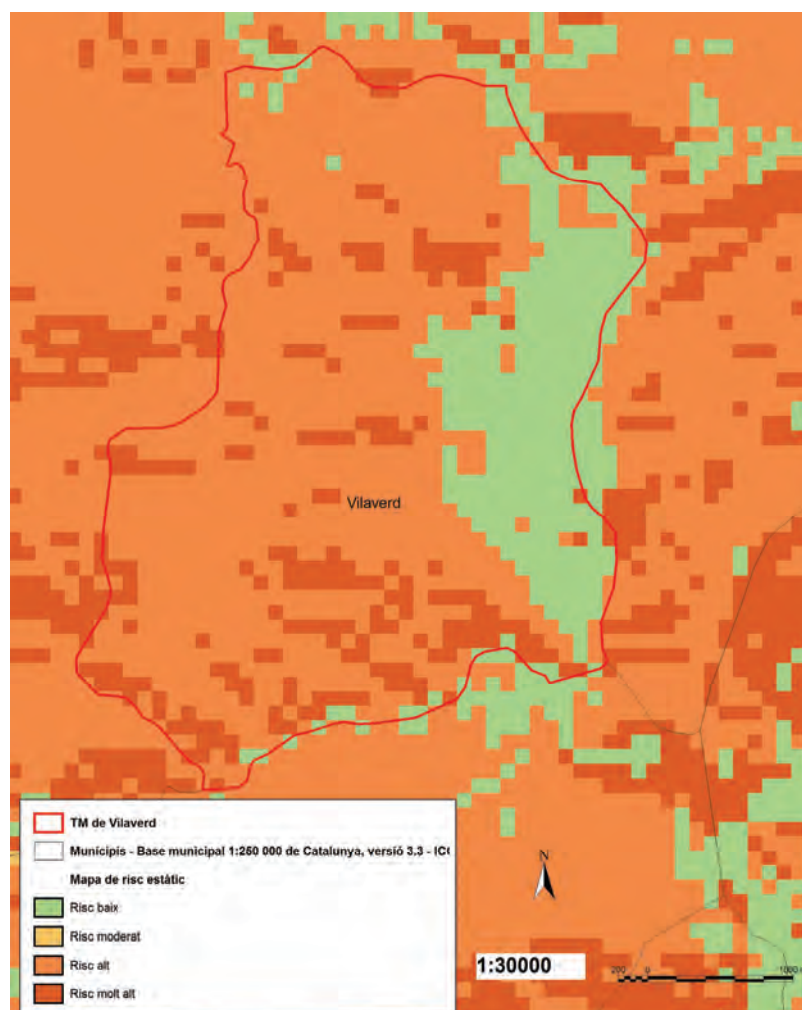 Vilaverd
TM de Vilaverd
Municipis - Base municipal 1:250 000 de Catalunya, versió 3.3 - IC
Mapa de risc estàtic
Risc baix
Risc moderat
Risc alt
Risc molt alt
N
1:30000
200 0 1000